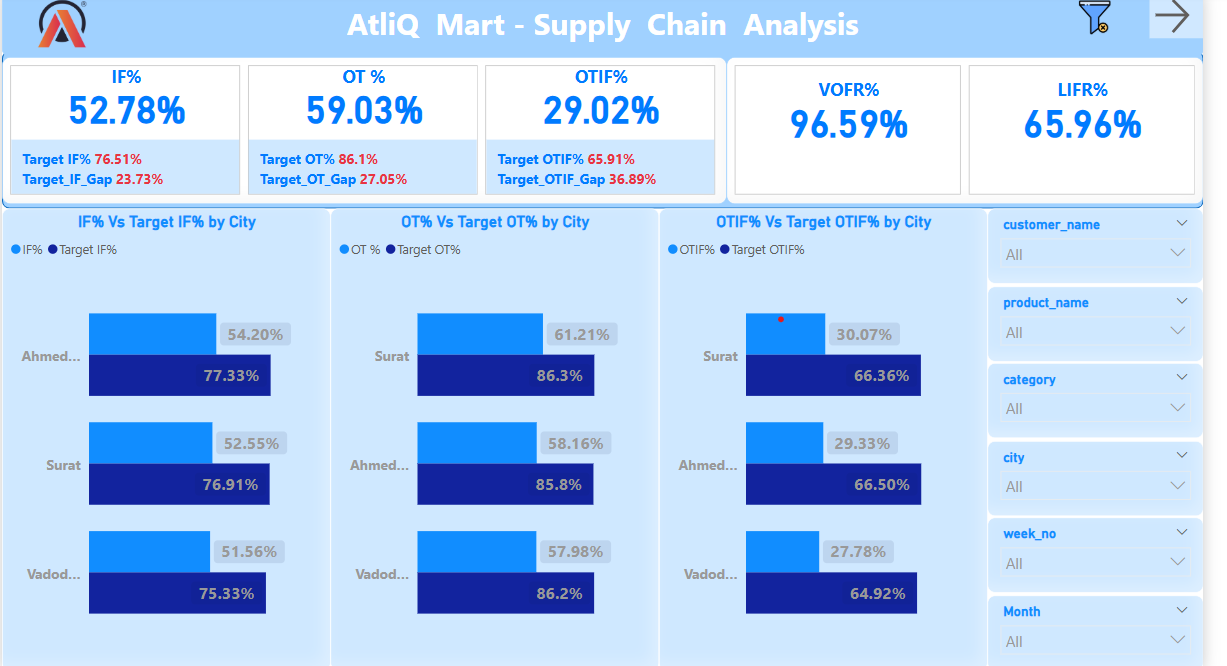 AtliQ Mart - Supply Chain Analysis
IF%
52.78%
Target IF% 76.51%
Target_IF_Gap 23.73%
OT %
59.03%
Target OT% 86.1%
Target_OT_Gap 27.05%
OTIF%
29.02%
Target OTIF% 65.91%
Target_OTIF_Gap 36.89%
VOFR%
96.59%
LIFR%
65.96%
IF% Vs Target IF% by City
IF% Target IF%
Ahmed...
54.20%
77.33%
Surat
52.55%
76.91%
Vadod...
51.56%
75.33%
OT% Vs Target OT% by City
OT % Target OT%
Surat
61.21%
86.3%
Ahmed...
58.16%
85.8%
Vadod...
57.98%
86.2%
OTIF% Vs Target OTIF% by City
OTIF% Target OTIF%
Surat
30.07%
66.36%
Ahmed...
29.33%
66.50%
Vadod...
27.78%
64.92%
customer_name
All
product_name
All
category
All
city
All
week_no
All
Month
All